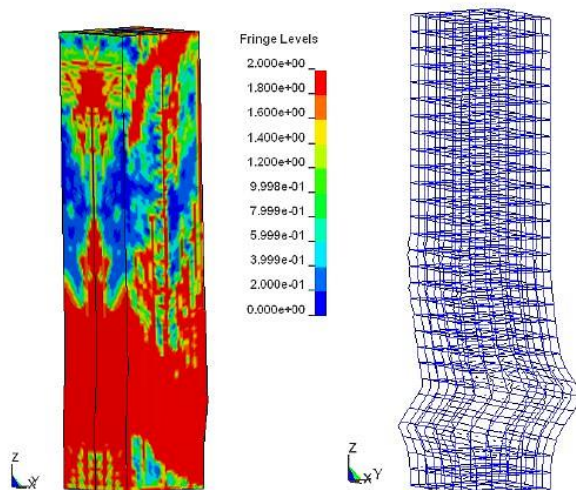 Fringe Levels
2.000e+00
1.800e+00
1.600e+00
1.400e+00
1.200e+00
9.998e-01
7.999e-01
5.999e-01
3.999e-01
2.000e-01
0.000e+00
Z
X
Y
Z
X
Y